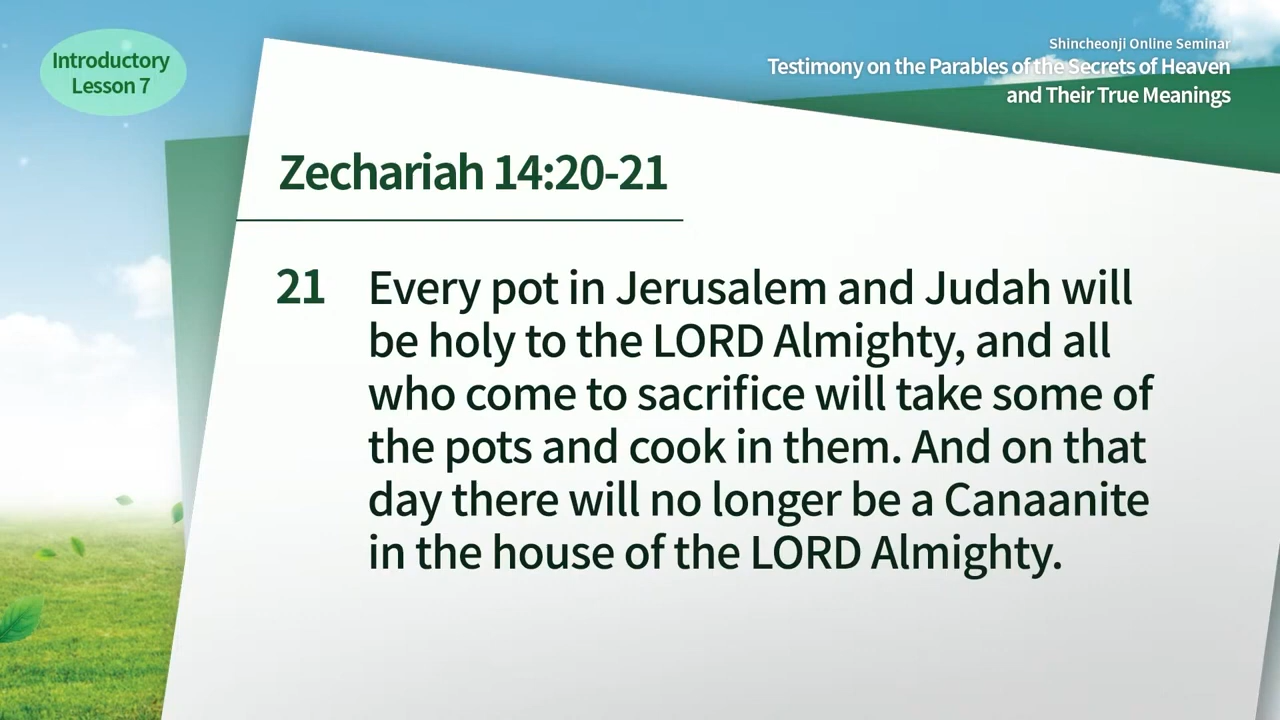 Introductory
Lesson 7
Shincheonji Online Seminar
Testimony on the Parables of the Secrets of Heaven
and Their True Meanings
Zechariah 14:20-21
21 Every pot in Jerusalem and Judah will
be holy to the LORD Almighty, and all
who come to sacrifice will take some of
the pots and cook in them. And on that
day there will no longer be a Canaanite
in the house of the LORD Almighty.